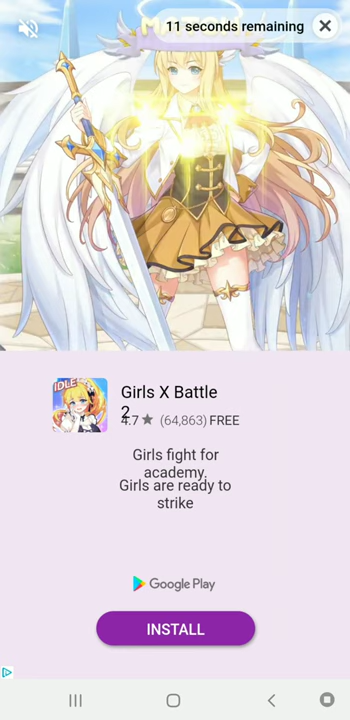 11 seconds remaining
IDLE
Girls X Battle
2
4.7 ★ (64,863) FREE
Girls fight for
academy.
Girls are ready to
strike
Google Play
INSTALL